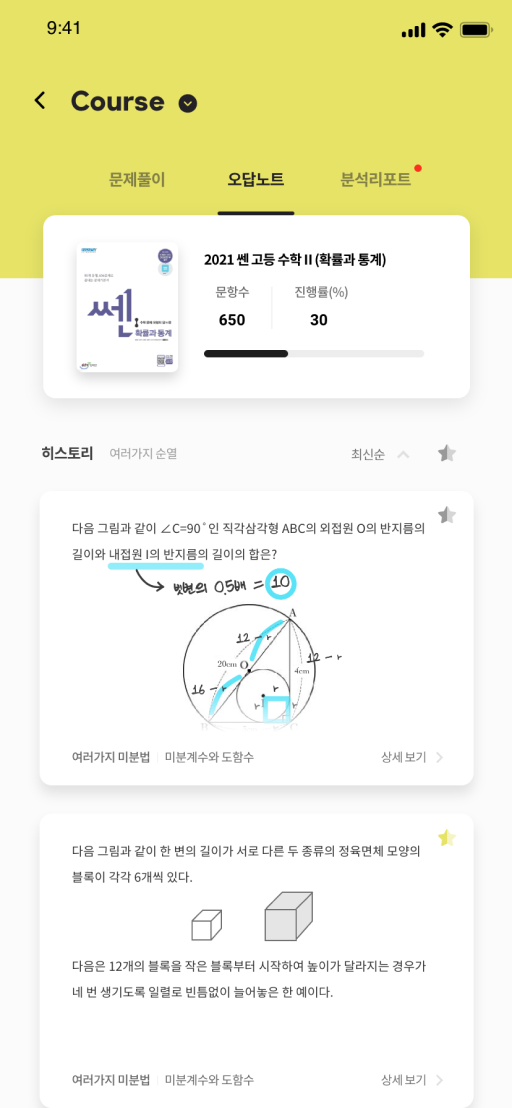 9:41
Course
문제풀이 오답노트 분석리포트
쎈
확률과 통계
2021 쎈 고등 수학 II (확률과 통계)
문항수 진행률(%)
650 30
히스토리 여러가지 순열 최신순
다음 그림과 같이 ∠C=90˚인 직각삼각형 ABC의 외접원 O의 반지름의
길이와 내접원 I의 반지름의 길이의 합은?
빗변의 0.5배 = 10
A
12 - r
12 - r
20cm O
4cm
16 - r
r
r
r
여러가지 미분법 미분계수와 도함수 상세 보기
다음 그림과 같이 한 변의 길이가 서로 다른 두 종류의 정육면체 모양의
블록이 각각 6개씩 있다.
다음은 12개의 블록을 작은 블록부터 시작하여 높이가 달라지는 경우가
네 번 생기도록 일렬로 빈틈없이 늘어놓은 한 예이다.
여러가지 미분법 미분계수와 도함수 상세 보기